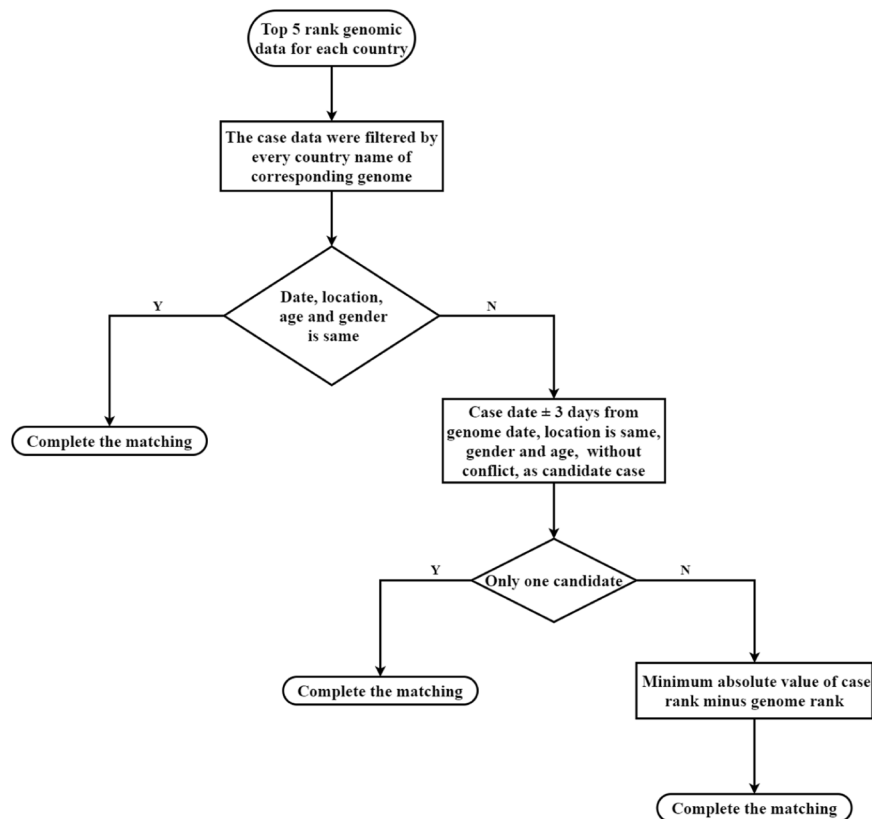 Top 5 rank genomic
data for each country
The case data were filtered by
every country name of
corresponding genome
Date, location,
age and gender
is same
Y
N
Complete the matching
Case date ± 3 days from
genome date, location is same,
gender and age, without
conflict, as candidate case
Only one candidate
Y
N
Complete the matching
Minimum absolute value of case
rank minus genome rank
Complete the matching